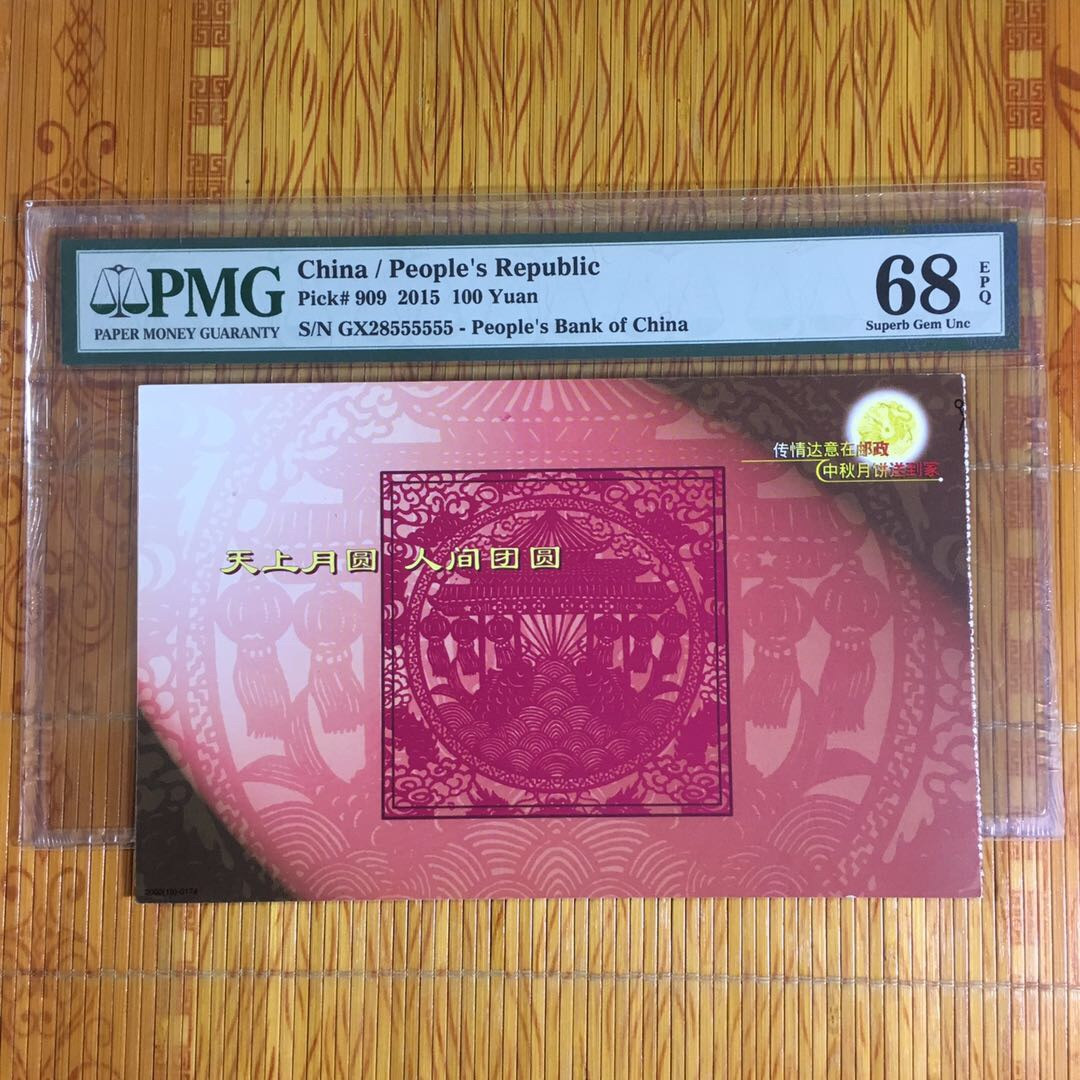 PMG
PAPER MONEY GUARANTY
China / People's Republic
Pick# 909 2015 100 Yuan
S/N GX28555555 - People's Bank of China
68
EPQ
Superb Gem Unc
传情达意在邮政
中秋月饼送到家
天上月圆 人间团圆